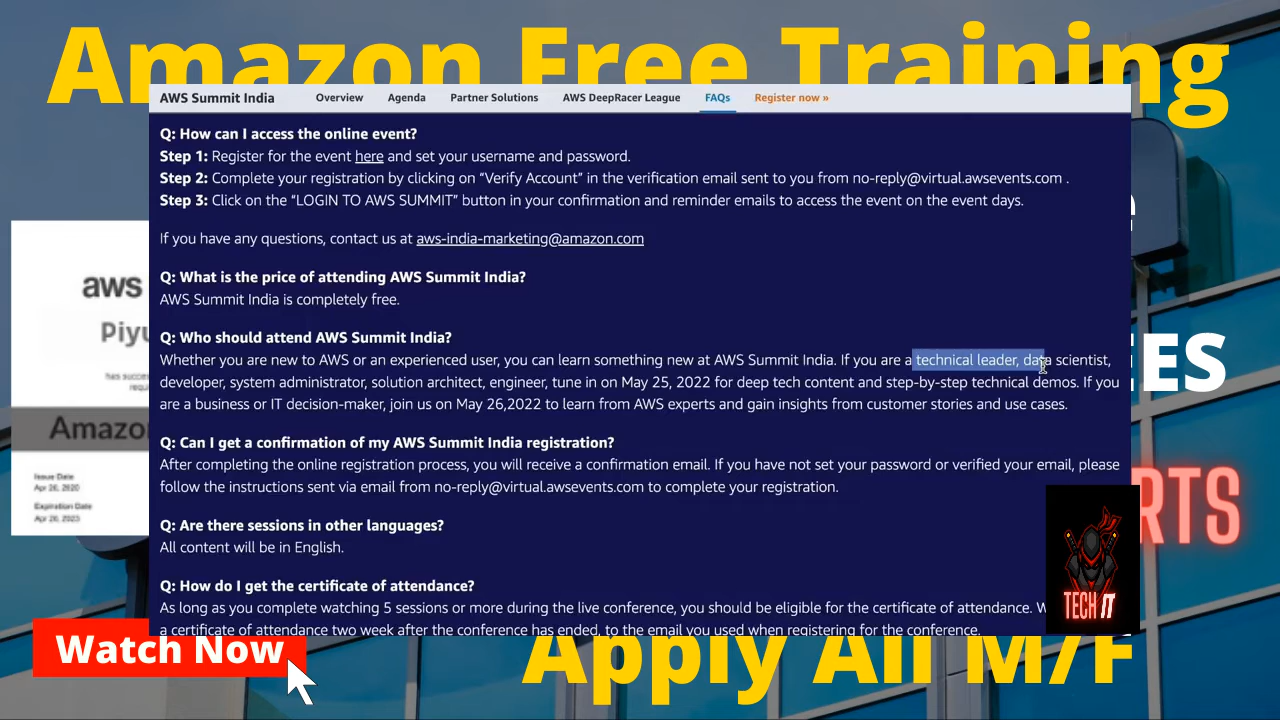 Amazon Free Training
AWS Summit India Overview Agenda Partner Solutions AWS DeepRacer League FAQs Register now »
Q: How can I access the online event?
Step 1: Register for the event here and set your username and password.
Step 2: Complete your registration by clicking on “Verify Account” in the verification email sent to you from no-reply@virtual.awsevents.com .
Step 3: Click on the “LOGIN TO AWS SUMMIT” button in your confirmation and reminder emails to access the event on the event days.
If you have any questions, contact us at aws-india-marketing@amazon.com
Q: What is the price of attending AWS Summit India?
AWS Summit India is completely free.
Q: Who should attend AWS Summit India?
Whether you are new to AWS or an experienced user, you can learn something new at AWS Summit India. If you are a technical leader, data scientist,
developer, system administrator, solution architect, engineer, tune in on May 25, 2022 for deep tech content and step-by-step technical demos. If you
are a business or IT decision-maker, join us on May 26,2022 to learn from AWS experts and gain insights from customer stories and use cases.
Q: Can I get a confirmation of my AWS Summit India registration?
After completing the online registration process, you will receive a confirmation email. If you have not set your password or verified your email, please
follow the instructions sent via email from no-reply@virtual.awsevents.com to complete your registration.
Q: Are there sessions in other languages?
All content will be in English.
Q: How do I get the certificate of attendance?
As long as you complete watching 5 sessions or more during the live conference, you should be eligible for the certificate of attendance. W
a certificate of attendance two week after the conference has ended, to the email you used when registering for the conference.
aws
Piyu
Amazo
Issue Date
Apr 26, 2020
Expiration Date
Apr 26, 2023
ES
RTS
TECH IT
Watch Now
Apply All M/F